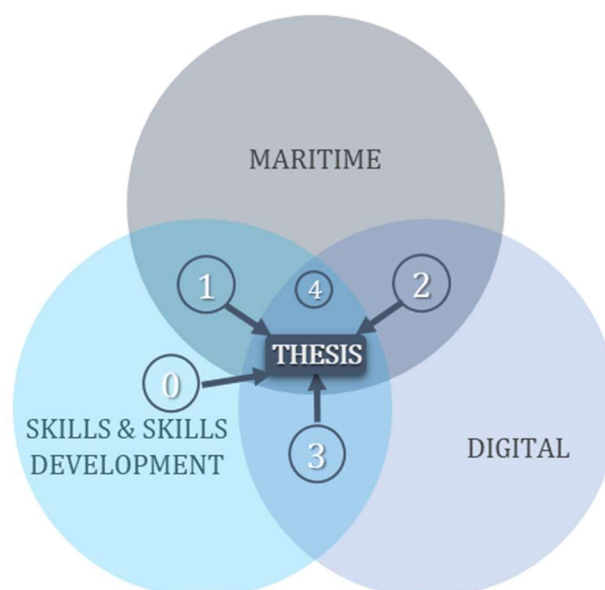 MARITIME
1
4
2
THESIS
0
SKILLS & SKILLS
DEVELOPMENT
3
DIGITAL